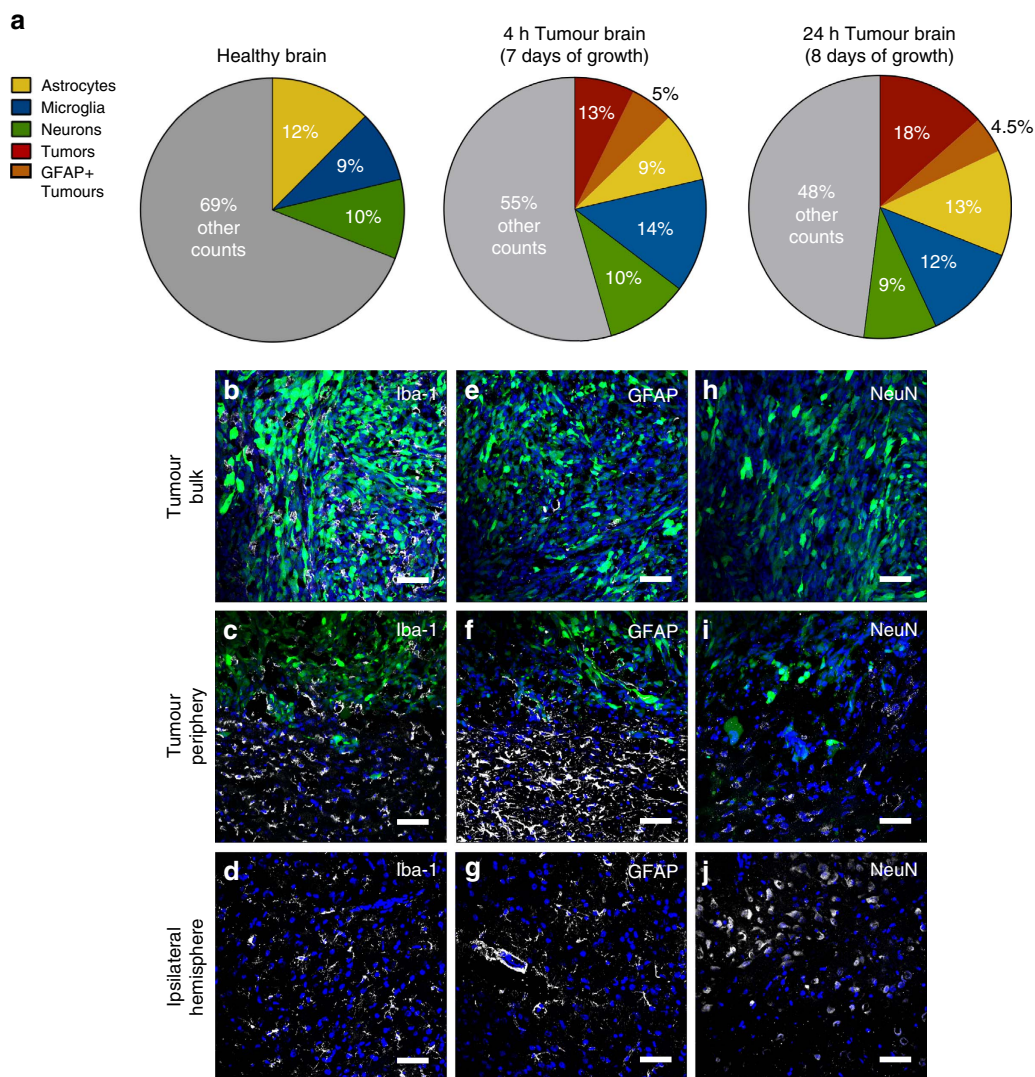 a
Healthy brain
4 h Tumour brain
(7 days of growth)
24 h Tumour brain
(8 days of growth)
Astrocytes
Microglia
Neurons
Tumors
GFAP+
Tumours
12%
9%
10%
69%
other
counts
13%
5%
9%
14%
10%
55%
other
counts
18%
4.5%
13%
12%
9%
48%
other
counts
Tumour
bulk
b
Iba-1
e
GFAP
h
NeuN
Tumour
periphery
c
Iba-1
f
GFAP
i
NeuN
Ipsilateral
hemisphere
d
Iba-1
g
GFAP
j
NeuN